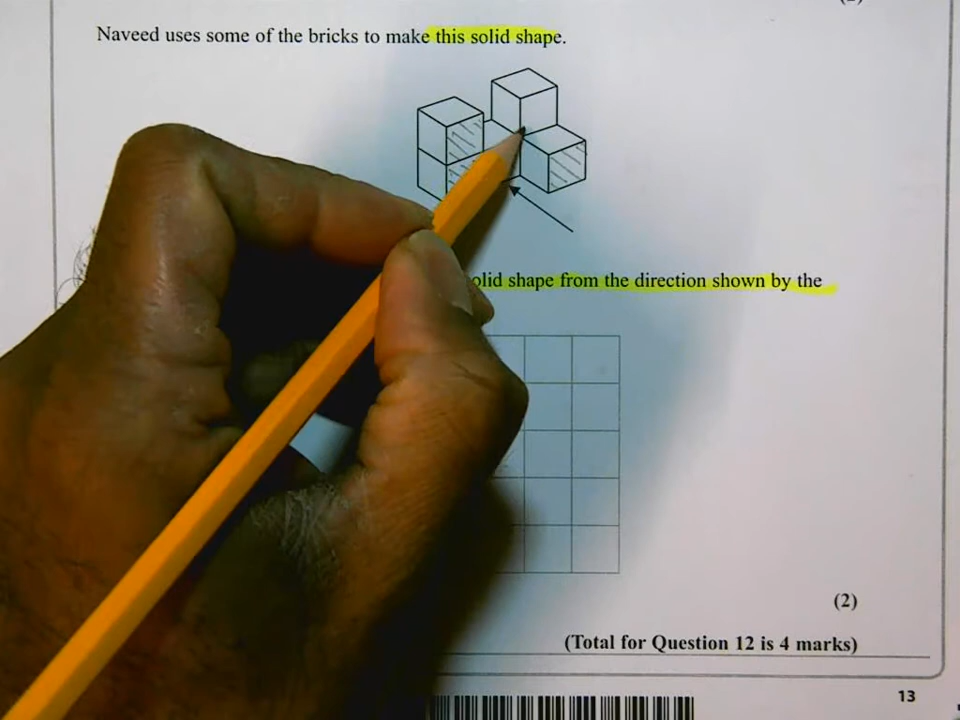 Naveed uses some of the bricks to make this solid shape.
solid shape from the direction shown by the
(2)
(Total for Question 12 is 4 marks)
13